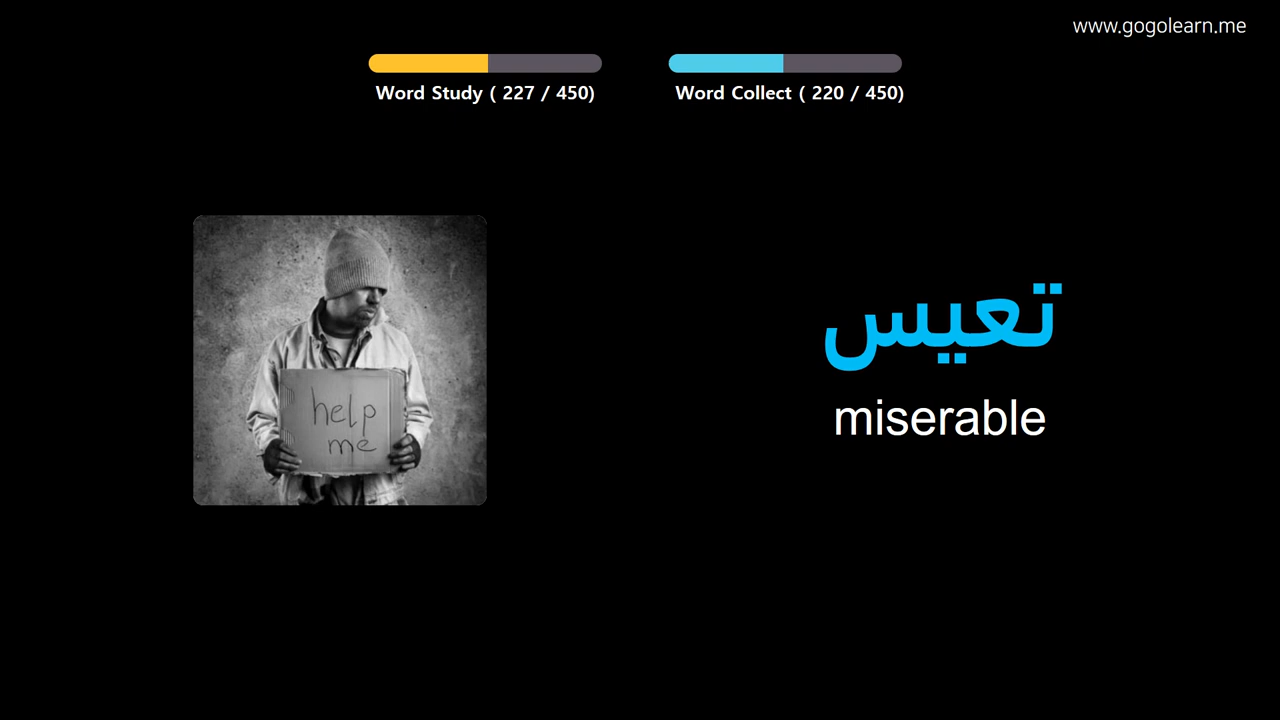 www.gogolearn.me
Word Study ( 227 / 450)
Word Collect ( 220 / 450)
help
me
تعيس
miserable